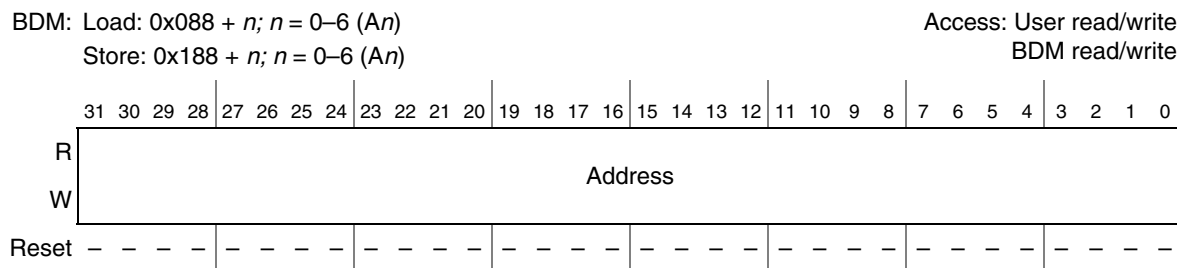 BDM: Load: 0x088 + n; n = 0–6 (An) Access: User read/write
Store: 0x188 + n; n = 0–6 (An) BDM read/write
31 30 29 28 27 26 25 24 23 22 21 20 19 18 17 16 15 14 13 12 11 10 9 8 7 6 5 4 3 2 1 0
R
Address
W
Reset – – – – – – – – – – – – – – – – – – – – – – – – – – – – – – – –